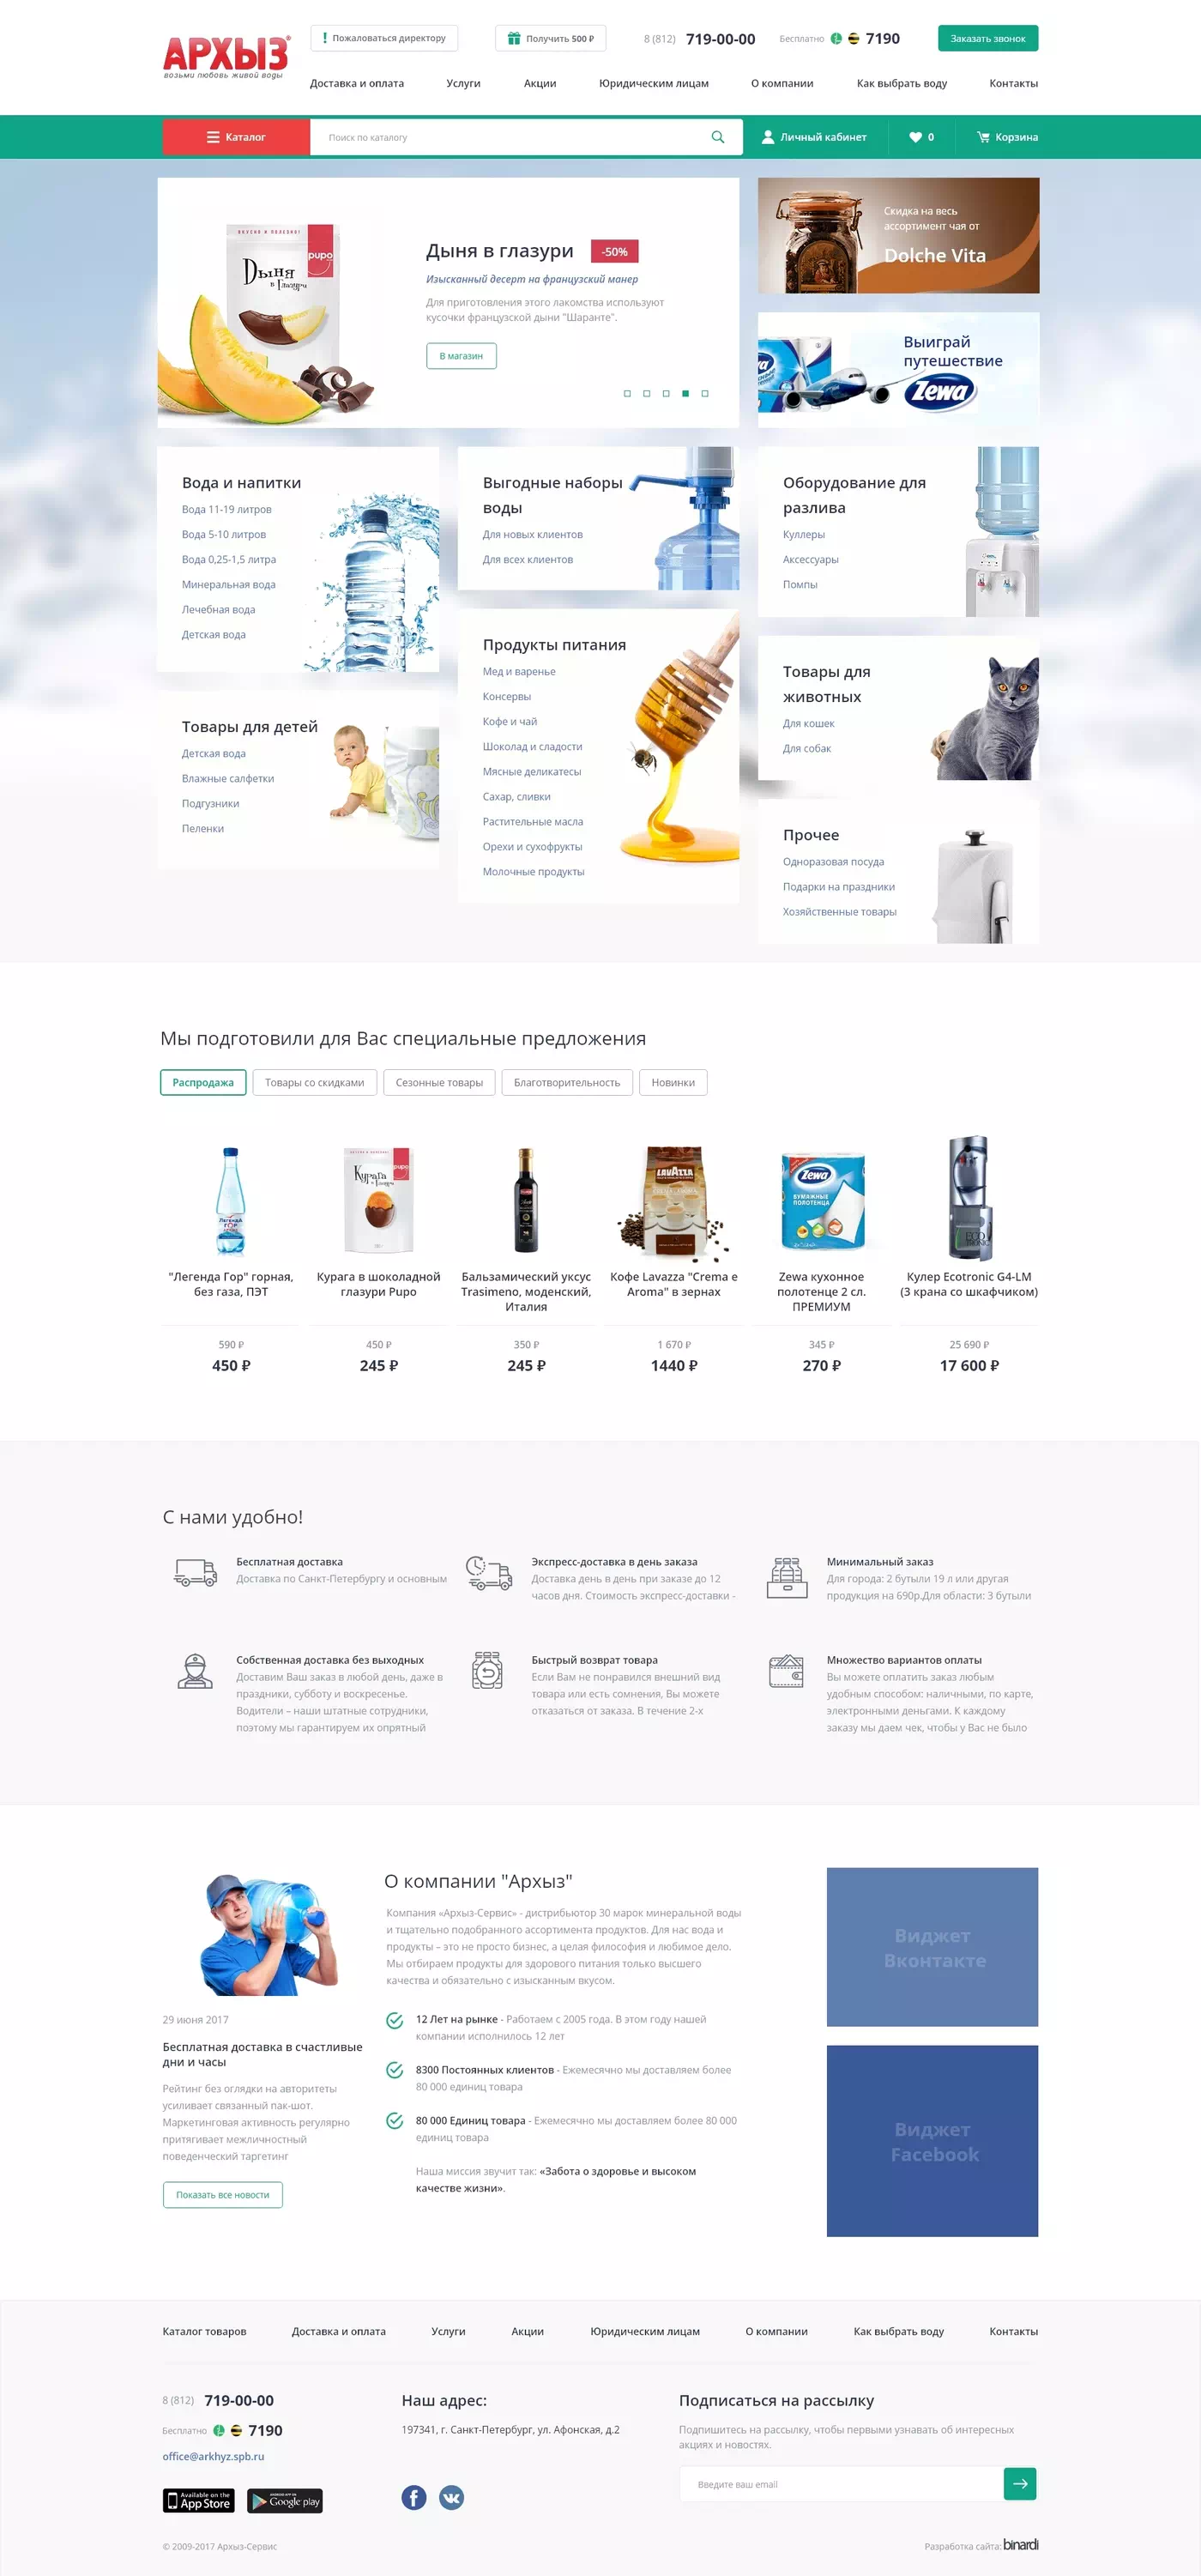 АРХЫЗ
возьми любовь живой воды
Пожаловаться директору
Получить 500 ₽
8 (812) 719-00-00
Бесплатно 7190
Заказать звонок
Доставка и оплата
Услуги
Акции
Юридическим лицам
О компании
Как выбрать воду
Контакты
Каталог
Поиск по каталогу
Личный кабинет
0
Корзина
ВКУСНО И ПОЛЕЗНО!
pupo
Дыня
в Глазури
Дыня в глазури
-50%
Изысканный десерт на французский манер
Для приготовления этого лакомства используют
кусочки французской дыни "Шаранте".
В магазин
Скидка на весь
ассортимент чая от
Dolche Vita
Выиграй
путешествие
Zewa
Вода и напитки
Вода 11-19 литров
Вода 5-10 литров
Вода 0,25-1,5 литра
Минеральная вода
Лечебная вода
Детская вода
Выгодные наборы
воды
Для новых клиентов
Для всех клиентов
Оборудование для
разлива
Куллеры
Аксессуары
Помпы
Продукты питания
Мед и варенье
Консервы
Кофе и чай
Шоколад и сладости
Мясные деликатесы
Сахар, сливки
Растительные масла
Орехи и сухофрукты
Молочные продукты
Товары для
животных
Для кошек
Для собак
Товары для детей
Детская вода
Влажные салфетки
Подгузники
Пеленки
Прочее
Одноразовая посуда
Подарки на праздники
Хозяйственные товары
Мы подготовили для Вас специальные предложения
Распродажа
Товары со скидками
Сезонные товары
Благотворительность
Новинки
ЛЕГЕНДА
ГОР
pupo
Курага
в Глазури
LAVAZZA
Zewa
БУМАЖНЫЕ
ПОЛОТЕНЦА
"Легенда Гор" горная,
без газа, ПЭТ
590 ₽
450 ₽
Курага в шоколадной
глазури Pupo
450 ₽
245 ₽
Бальзамический уксус
Trasimeno, моденский,
Италия
350 ₽
245 ₽
Кофе Lavazza "Crema e
Aroma" в зернах
1 670 ₽
1440 ₽
Zewa кухонное
полотенце 2 сл.
ПРЕМИУМ
345 ₽
270 ₽
Кулер Ecotronic G4-LM
(3 крана со шкафчиком)
25 690 ₽
17 600 ₽
С нами удобно!
Бесплатная доставка
Доставка по Санкт-Петербургу и основным
Экспресс-доставка в день заказа
Доставка день в день при заказе до 12
часов дня. Стоимость экспресс-доставки -
Минимальный заказ
Для города: 2 бутыли 19 л или другая
продукция на 690р.Для области: 3 бутыли
Собственная доставка без выходных
Доставим Ваш заказ в любой день, даже в
праздники, субботу и воскресенье.
Водители – наши штатные сотрудники,
поэтому мы гарантируем их опрятный
Быстрый возврат товара
Если Вам не понравился внешний вид
товара или есть сомнения, Вы можете
отказаться от заказа. В течение 2-х
Множество вариантов оплаты
Вы можете оплатить заказ любым
удобным способом: наличными, по карте,
электронными деньгами. К каждому
заказу мы даем чек, чтобы у Вас не было
29 июня 2017
Бесплатная доставка в счастливые
дни и часы
Рейтинг без оглядки на авторитеты
усиливает связанный пак-шот.
Маркетинговая активность регулярно
притягивает межличностный
поведенческий таргетинг
Показать все новости
О компании "Архыз"
Компания «Архыз-Сервис» - дистрибьютор 30 марок минеральной воды
и тщательно подобранного ассортимента продуктов. Для нас вода и
продукты – это не просто бизнес, а целая философия и любимое дело.
Мы отбираем продукты для здорового питания только высшего
качества и обязательно с изысканным вкусом.
12 Лет на рынке - Работаем с 2005 года. В этом году нашей
компании исполнилось 12 лет
8300 Постоянных клиентов - Ежемесячно мы доставляем более
80 000 единиц товара
80 000 Единиц товара - Ежемесячно мы доставляем более 80 000
единиц товара
Наша миссия звучит так: «Забота о здоровье и высоком
качестве жизни».
Виджет
Вконтакте
Виджет
Facebook
Каталог товаров
Доставка и оплата
Услуги
Акции
Юридическим лицам
О компании
Как выбрать воду
Контакты
8 (812) 719-00-00
Бесплатно 7190
office@arkhyz.spb.ru
Available on the
App Store
Google play
Наш адрес:
197341, г. Санкт-Петербург, ул. Афонская, д.2
Подписаться на рассылку
Подпишитесь на рассылку, чтобы первыми узнавать об интересных
акциях и новостях.
Введите ваш email
© 2009-2017 Архыз-Сервис
Разработка сайта: binardi